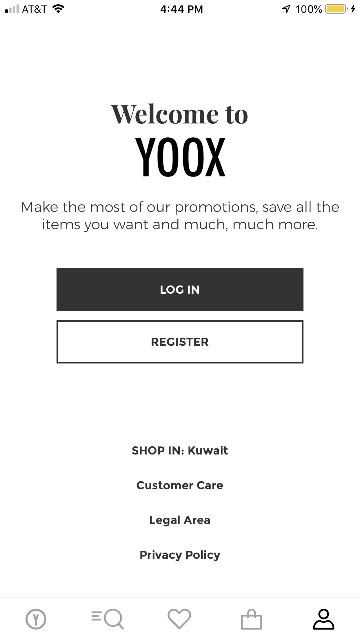 AT&T 4:44 PM 100%
Welcome to
YOOX
Make the most of our promotions, save all the
items you want and much, much more.
LOG IN
REGISTER
SHOP IN: Kuwait
Customer Care
Legal Area
Privacy Policy
Y